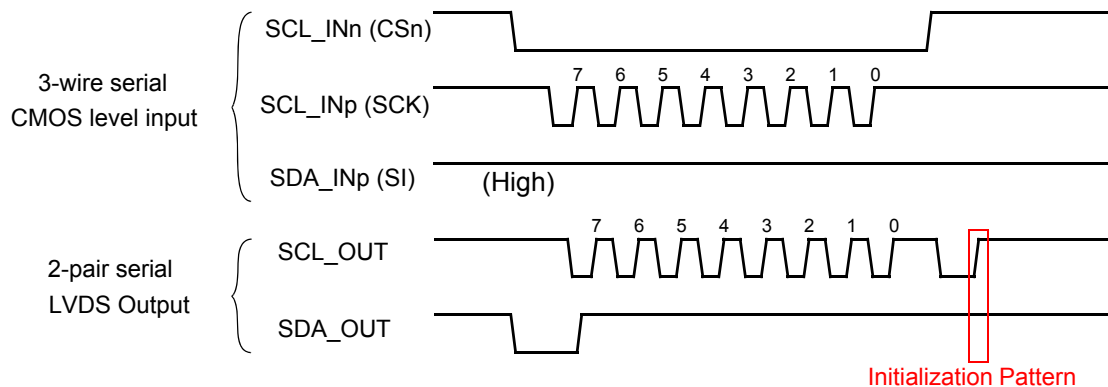 SCL_INn (CSn)
3-wire serial
CMOS level input
7 6 5 4 3 2 1 0
SCL_INp (SCK)
SDA_INp (SI)
(High)
7 6 5 4 3 2 1 0
SCL_OUT
2-pair serial
LVDS Output
SDA_OUT
Initialization Pattern